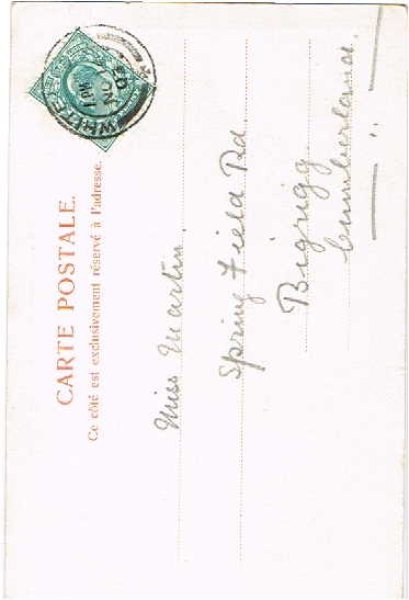 CARTE POSTALE.
Ce côté est exclusivement réservé à l'adresse.
Miss Martin
Spring Field Rd.
Bigrigg
Cumberland.